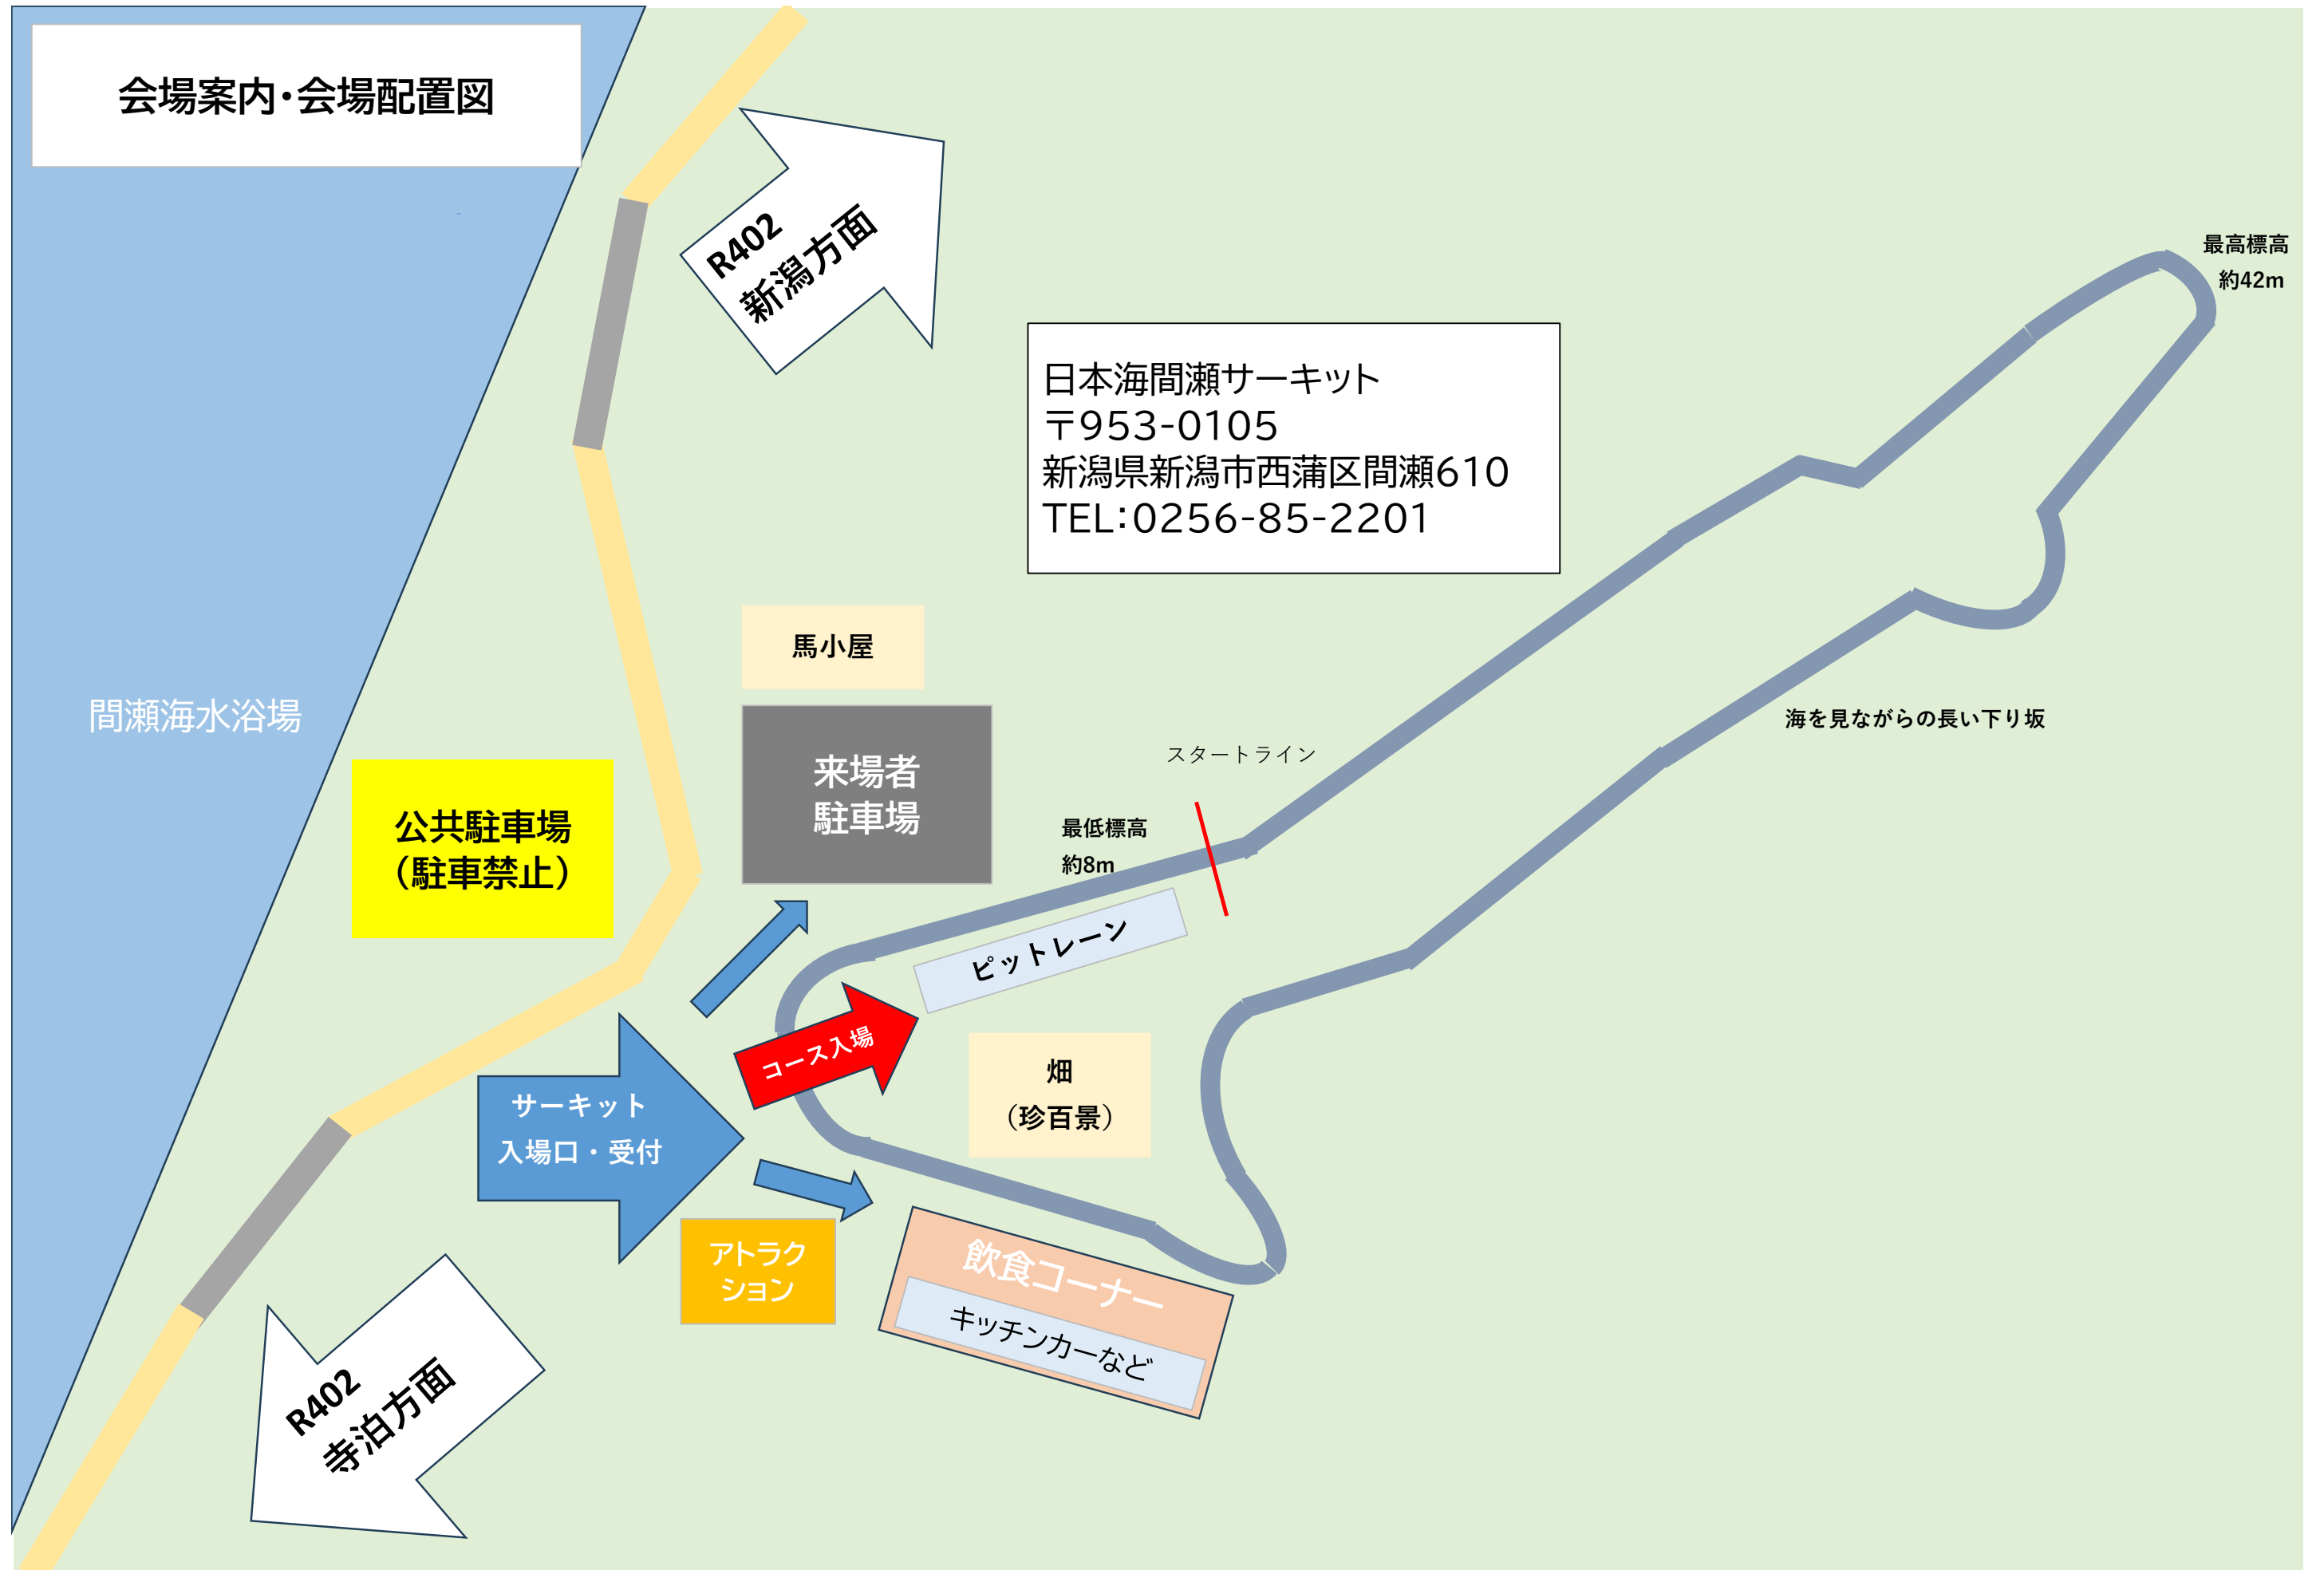 会場案内・会場配置図
R402
新潟方面
最高標高
約42m
日本海間瀬サーキット
〒953-0105
新潟県新潟市西蒲区間瀬610
TEL：0256-85-2201
馬小屋
間瀬海水浴場
海を見ながらの長い下り坂
来場者
駐車場
スタートライン
公共駐車場
（駐車禁止）
最低標高
約8m
ピットレーン
コース入場
畑
（珍百景）
サーキット
入場口・受付
アトラク
ション
飲食コーナー
キッチンカーなど
R402
寺泊方面